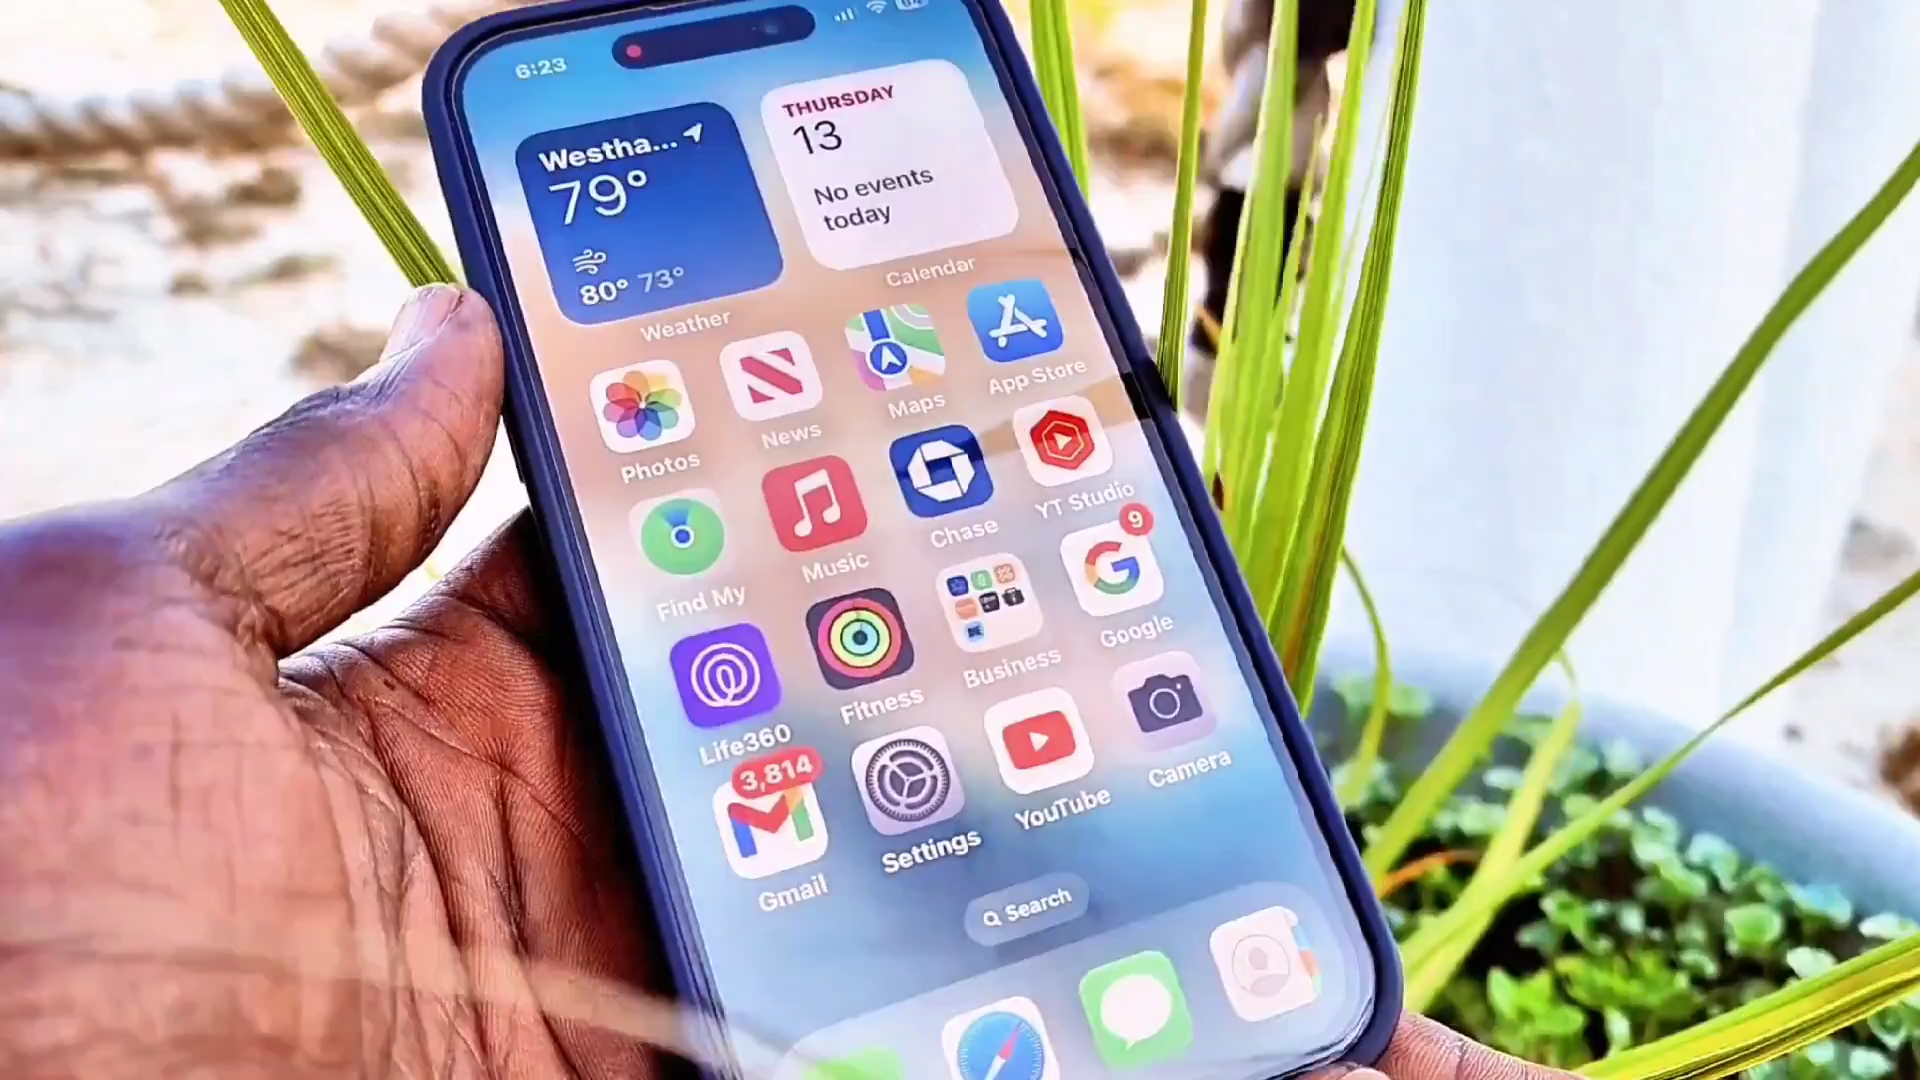 6:23
Westha...
79°
80° 73°
Weather
THURSDAY
13
No events
today
Calendar
Photos
News
Maps
App Store
Find My
Music
Chase
YT Studio
Life360
Fitness
Business
9
Google
3,814
Gmail
Settings
YouTube
Camera
Search